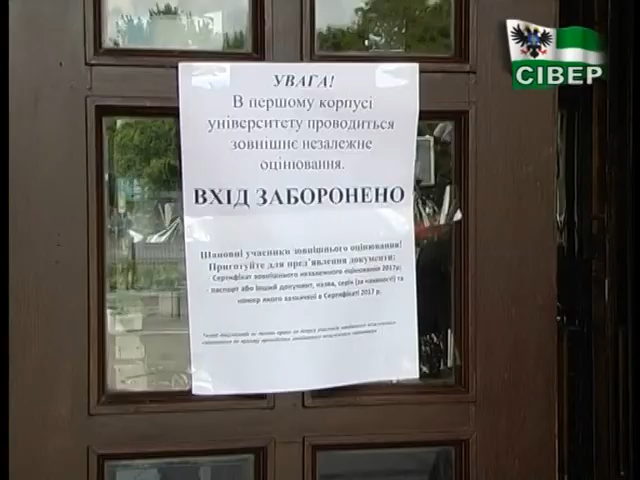 СІВЕР
УВАГА!
В першому корпусі
університету проводиться
зовнішнє незалежне
оцінювання.
ВХІД ЗАБОРОНЕНО
Шановні учасники зовнішнього оцінювання!
Приготуйте для пред'явлення документи:
- Сертифікат зовнішнього незалежного оцінювання 2017р;
- паспорт або інший документ, назва, серія (за наявності) та
номер якого зазначені в Сертифікаті 2017 р.